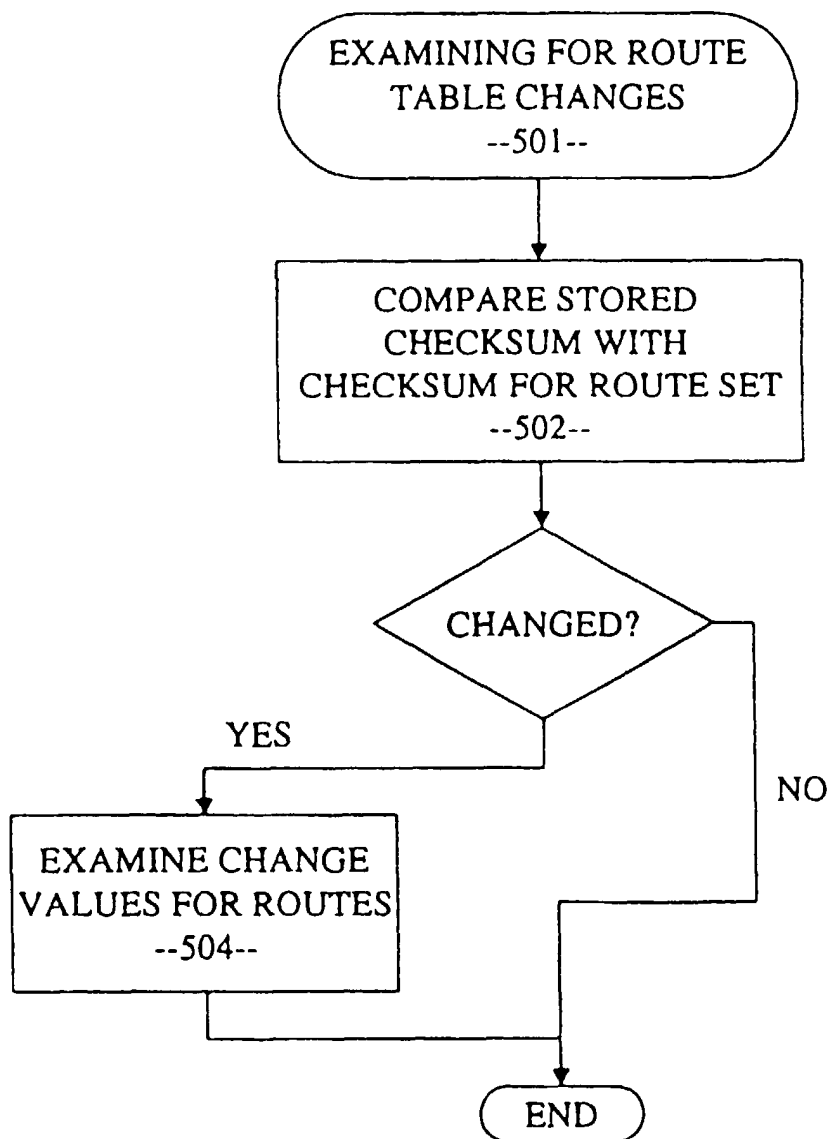 EXAMINING FOR ROUTE
TABLE CHANGES
--501--
COMPARE STORED
CHECKSUM WITH
CHECKSUM FOR ROUTE SET
--502--
CHANGED?
YES
NO
EXAMINE CHANGE
VALUES FOR ROUTES
--504--
END